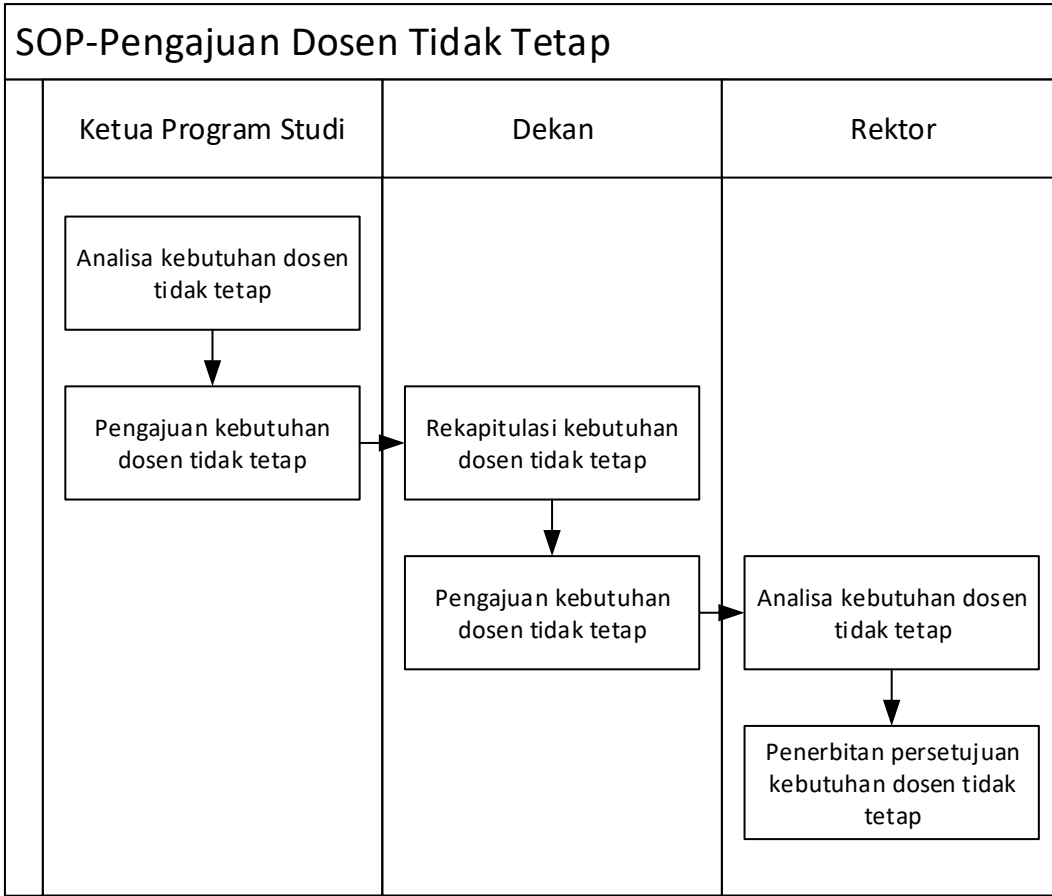 SOP-Pengajuan Dosen Tidak Tetap
Ketua Program Studi
Dekan
Rektor
Analisa kebutuhan dosen
tidak tetap
Pengajuan kebutuhan
dosen tidak tetap
Rekapitulasi kebutuhan
dosen tidak tetap
Pengajuan kebutuhan
dosen tidak tetap
Analisa kebutuhan dosen
tidak tetap
Penerbitan persetujuan
kebutuhan dosen tidak
tetap